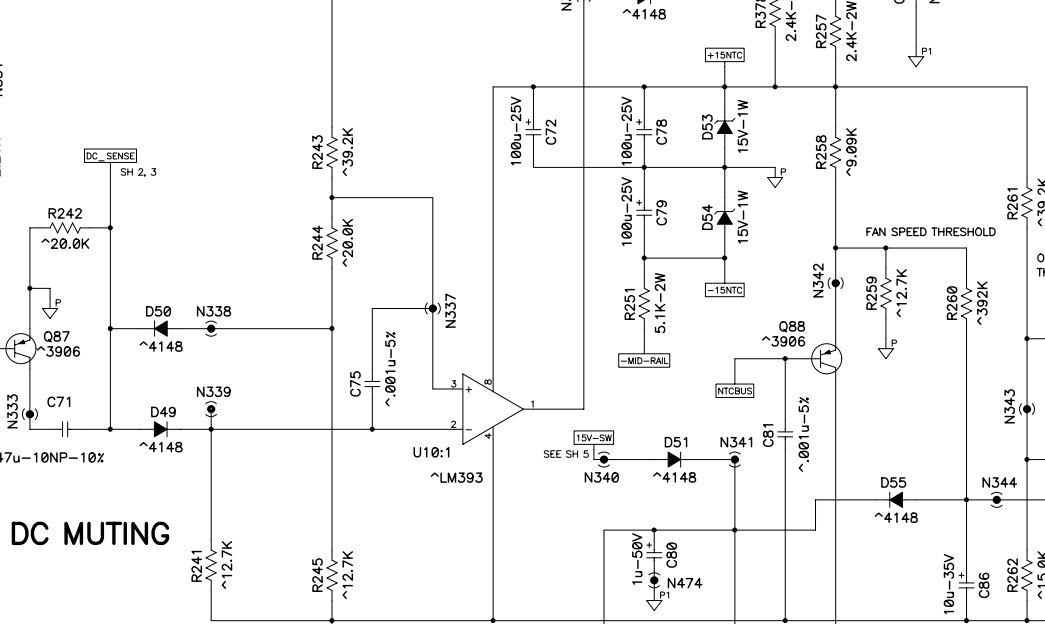 ^4148
2.4K-
R257
2.4K-2W
P1
+15NTC
100u-25V
+
C72
100u-25V
+
C78
D53
15V-1W
R258
^9.09K
P
R243
^39.2K
DC_SENSE
SH 2, 3
R242
^20.0K
R244
^20.0K
100u-25V
+
C79
D54
15V-1W
R261
FAN SPEED THRESHOLD
-15NTC
P
Q87
^3906
D50
^4148
N338
N337
R251
5.1K-2W
-MID-RAIL
N342
R259
^12.7K
P
R260
^392K
Q88
^3906
NTCBUS
C75
^.001u-5%
3
+
8
1
2
-
4
U10:1
^LM393
N333
C71
47u-10NP-10%
D49
^4148
N339
15V-SW
SEE SH 5
N340
D51
^4148
N341
C81
^.001u-5%
N343
D55
^4148
N344
DC MUTING
R241
^12.7K
R245
^12.7K
1u-50V
+
C80
N474
P1
10u-35V
+
C86
R262